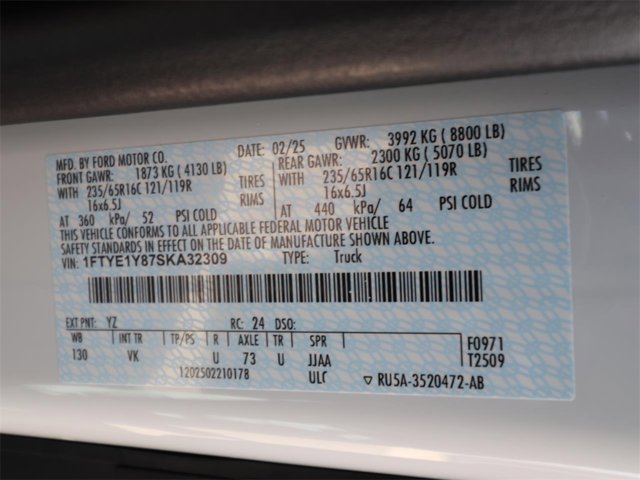 MFD. BY FORD MOTOR CO. DATE: 02/25 GVWR: 3992 KG (8800 LB)
FRONT GAWR: 1873 KG (4130 LB) REAR GAWR: 2300 KG (5070 LB)
WITH 235/65R16C 121/119R TIRES WITH 235/65R16C 121/119R TIRES
16x6.5J RIMS 16x6.5J RIMS
AT 360 kPa/ 52 PSI COLD AT 440 kPa/ 64 PSI COLD
THIS VEHICLE CONFORMS TO ALL APPLICABLE FEDERAL MOTOR VEHICLE
SAFETY STANDARDS IN EFFECT ON THE DATE OF MANUFACTURE SHOWN ABOVE.
VIN: 1FTYE1Y87SKA32309 TYPE: Truck
EXT PNT: YZ RC: 24 DSO:
WB INT TR TP/PS R AXLE TR SPR F0971
130 VK U 73 U JJAA T2509
1202502210178 ULC RU5A-3520472-AB